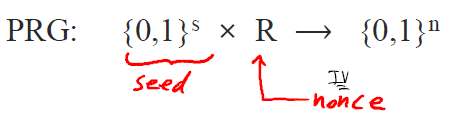 PRG: {0,1}ˢ × R ⟶ {0,1}ⁿ
seed
IV
nonce